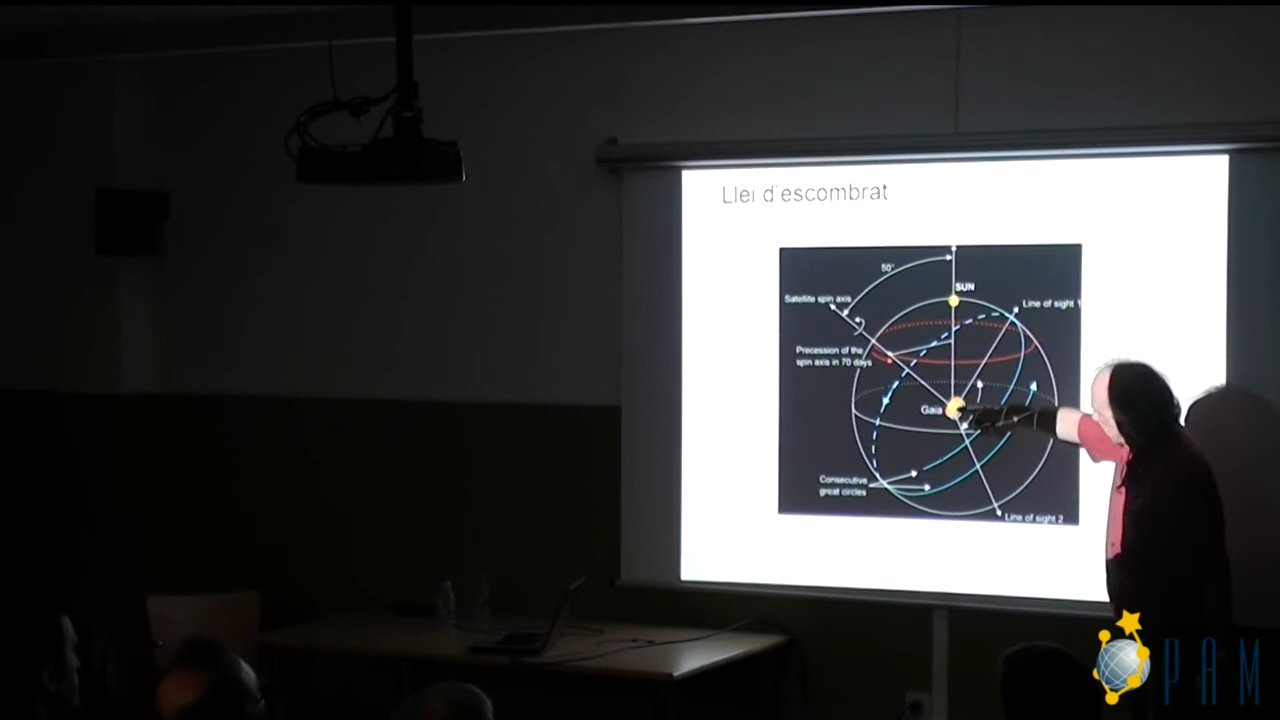 Llei d'escombrat
50°
SUN
Satellite spin axis
Line of sight 1
Precession of the
spin axis in 70 days
Gaia
Consecutive
great circles
Line of sight 2
PAM